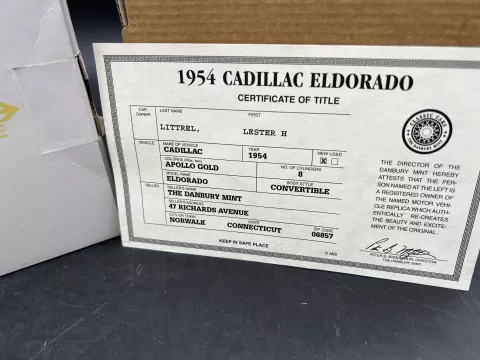 1954 CADILLAC ELDORADO
CERTIFICATE OF TITLE
CAR OWNER
LAST NAME FIRST
LITTREL, LESTER H
VEHICLE
MAKE OF VEHICLE YEAR NEW USED
CADILLAC 1954 X
APOLLO GOLD
NO. OF CYLINDERS
8
MODEL BODY STYLE
ELDORADO CONVERTIBLE
SELLER
SELLER'S NAME
THE DANBURY MINT
SELLER'S ADDRESS
47 RICHARDS AVENUE
CITY OR TOWN STATE ZIP CODE
NORWALK CONNECTICUT 06857
KEEP IN SAFE PLACE
CLASSIC CARS
THE DANBURY MINT
THE DIRECTOR OF THE
DANBURY MINT HEREBY
ATTESTS THAT THE PER-
SON NAMED AT THE LEFT IS
A REGISTERED OWNER OF
THE NAMED MOTOR VEHI-
CLE REPLICA WHICH AUTH-
ENTICALLY RE-CREATES
THE BEAUTY AND EXCITE-
MENT OF THE ORIGINAL.
THE DANBURY MINT